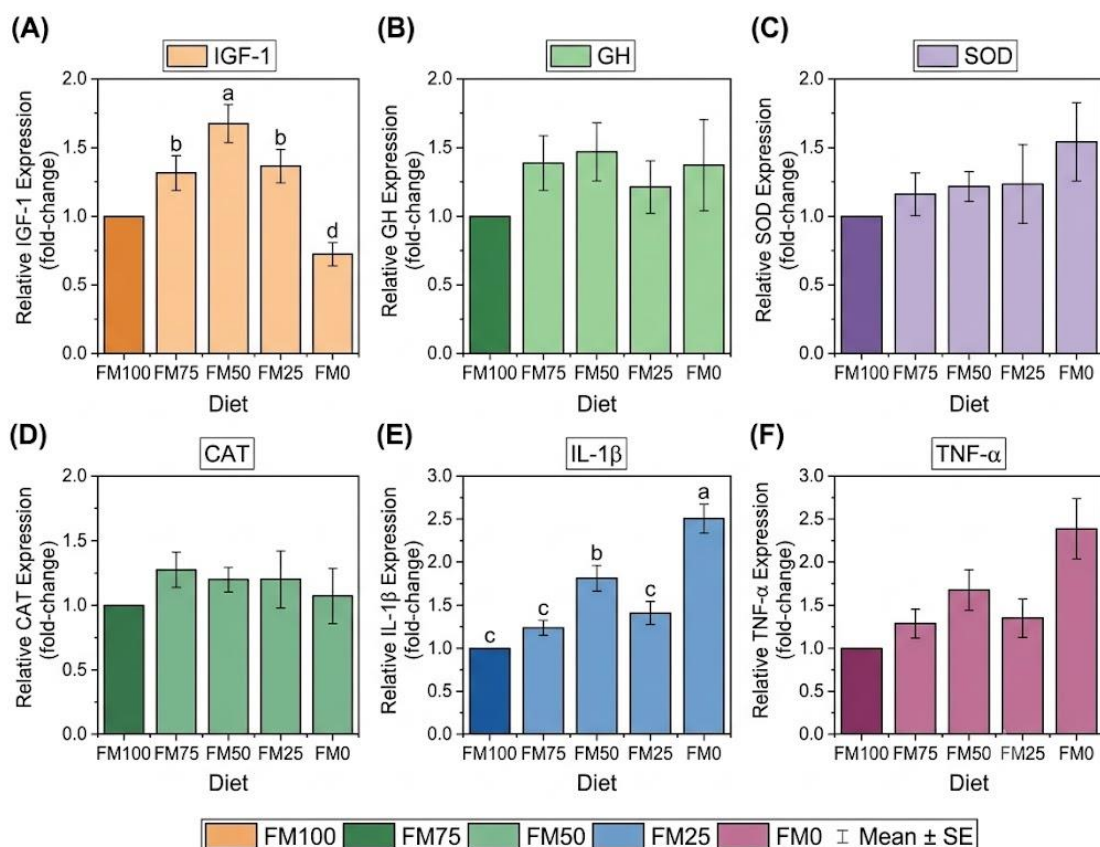 (A)
IGF-1
Relative IGF-1 Expression
(fold-change)
2.0
1.5
1.0
0.5
0.0
b
a
b
d
FM100 FM75 FM50 FM25 FM0
Diet
(B)
GH
Relative GH Expression
(fold-change)
2.0
1.5
1.0
0.5
0.0
FM100 FM75 FM50 FM25 FM0
Diet
(C)
SOD
Relative SOD Expression
(fold-change)
2.0
1.5
1.0
0.5
0.0
FM100 FM75 FM50 FM25 FM0
Diet
(D)
CAT
Relative CAT Expression
(fold-change)
2.0
1.5
1.0
0.5
0.0
FM100 FM75 FM50 FM25 FM0
Diet
(E)
IL-1β
Relative IL-1β Expression
(fold-change)
3.0
2.5
2.0
1.5
1.0
0.5
0.0
c
c
b
c
a
FM100 FM75 FM50 FM25 FM0
Diet
(F)
TNF-α
Relative TNF-α Expression
(fold-change)
3.0
2.5
2.0
1.5
1.0
0.5
0.0
FM100 FM75 FM50 FM25 FM0
Diet
FM100 FM75 FM50 FM25 FM0 Mean ± SE